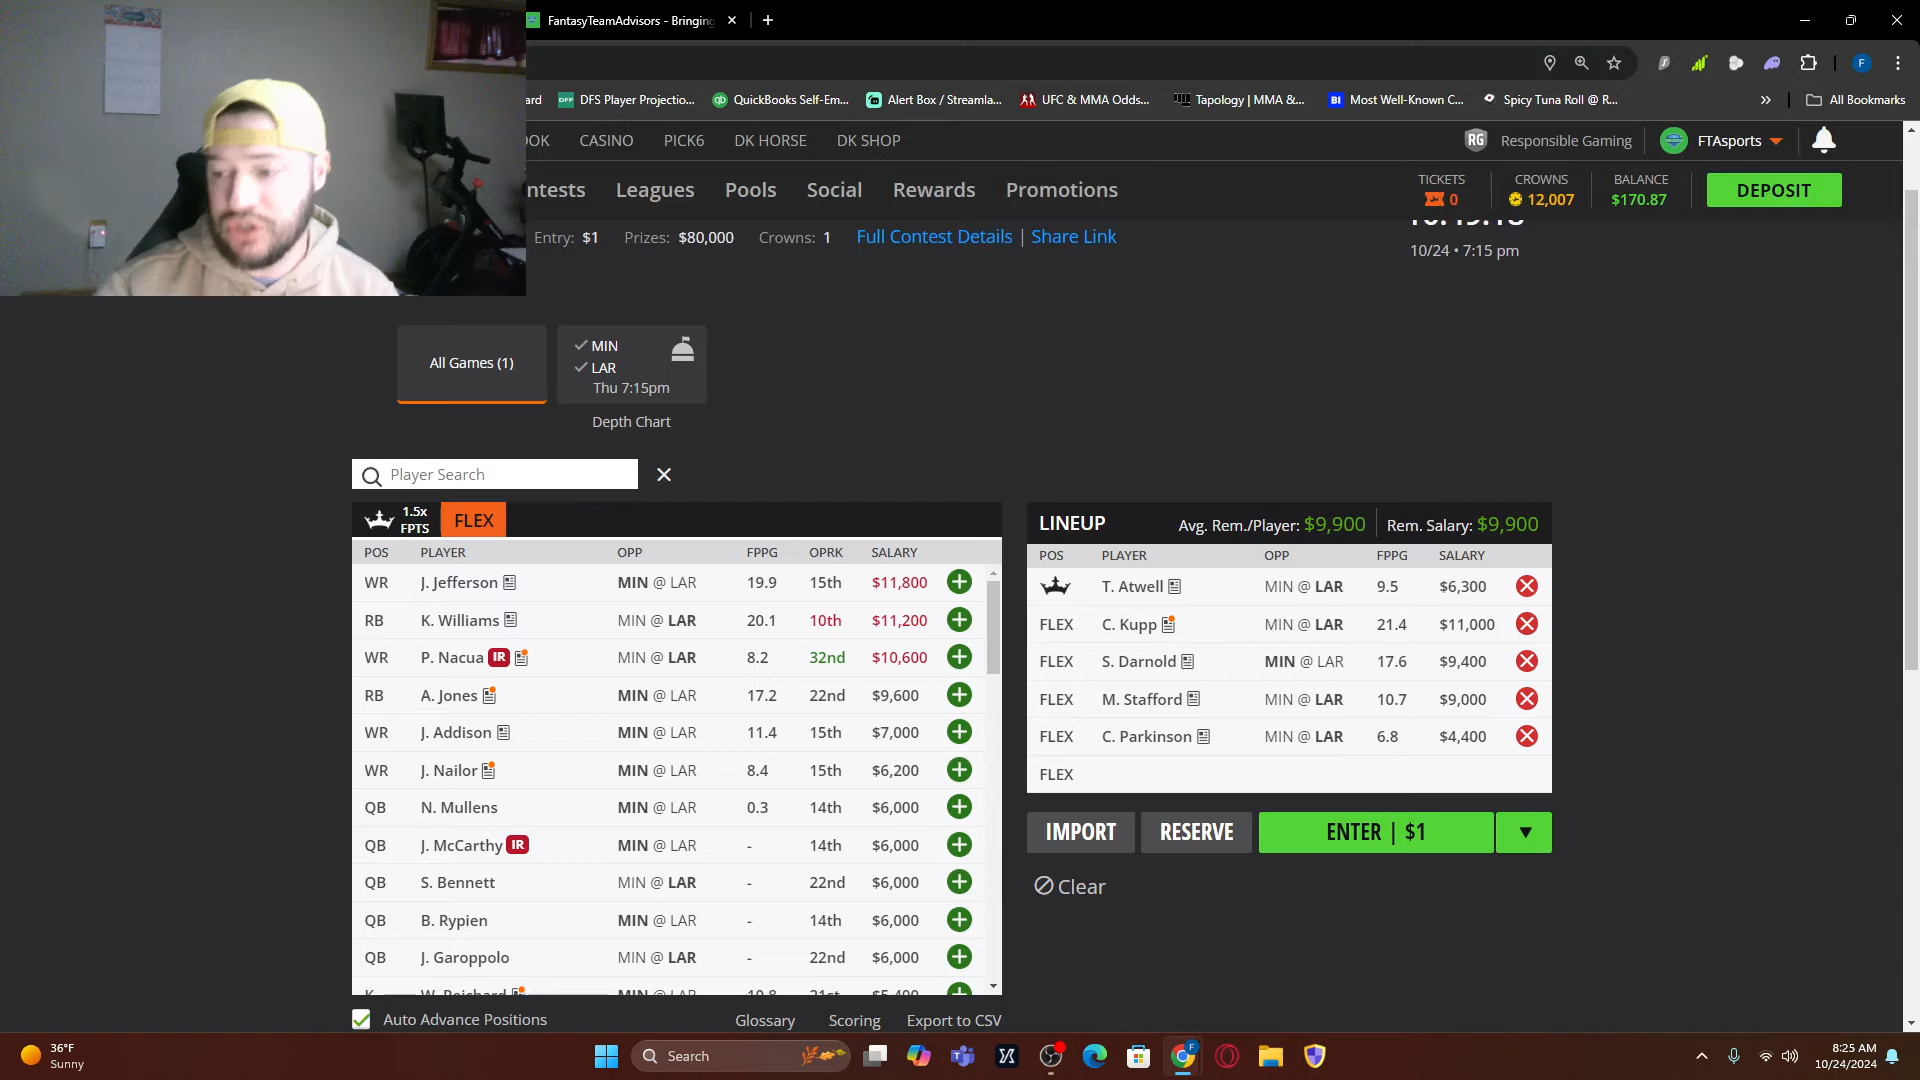 FantasyTeamAdvisors - Bringing
ard DFS Player Projectio... QuickBooks Self-Em... Alert Box / Streamla... UFC & MMA Odds... Tapology | MMA &... Most Well-Known C... Spicy Tuna Roll @ R... » All Bookmarks
OOK CASINO PICK6 DK HORSE DK SHOP RG Responsible Gaming FTAsports
ntests Leagues Pools Social Rewards Promotions TICKETS 0 CROWNS 12,007 BALANCE $170.87 DEPOSIT
Entry: $1 Prizes: $80,000 Crowns: 1 Full Contest Details | Share Link
10/24 • 7:15 pm
All Games (1)
MIN
LAR
Thu 7:15pm
Depth Chart
Player Search
1.5x FPTS FLEX
POS PLAYER OPP FPPG OPRK SALARY
WR J. Jefferson MIN @ LAR 19.9 15th $11,800
RB K. Williams MIN @ LAR 20.1 10th $11,200
WR P. Nacua IR MIN @ LAR 8.2 32nd $10,600
RB A. Jones MIN @ LAR 17.2 22nd $9,600
WR J. Addison MIN @ LAR 11.4 15th $7,000
WR J. Nailor MIN @ LAR 8.4 15th $6,200
QB N. Mullens MIN @ LAR 0.3 14th $6,000
QB J. McCarthy IR MIN @ LAR - 14th $6,000
QB S. Bennett MIN @ LAR - 22nd $6,000
QB B. Rypien MIN @ LAR - 14th $6,000
QB J. Garoppolo MIN @ LAR - 22nd $6,000
K W. Reichard MIN @ LAR 10.8 21st $5,400
Auto Advance Positions Glossary Scoring Export to CSV
LINEUP Avg. Rem./Player: $9,900 Rem. Salary: $9,900
POS PLAYER OPP FPPG SALARY
T. Atwell MIN @ LAR 9.5 $6,300
FLEX C. Kupp MIN @ LAR 21.4 $11,000
FLEX S. Darnold MIN @ LAR 17.6 $9,400
FLEX M. Stafford MIN @ LAR 10.7 $9,000
FLEX C. Parkinson MIN @ LAR 6.8 $4,400
FLEX
IMPORT RESERVE ENTER | $1
Clear
36°F
Sunny
Search
8:25 AM
10/24/2024